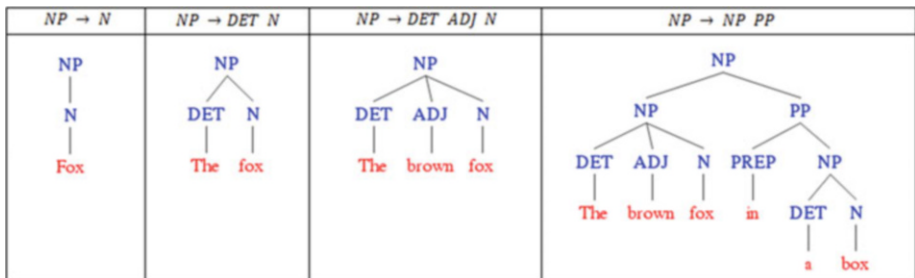 NP → N NP → DET N NP → DET ADJ N NP → NP PP
NP NP NP NP
N DET N DET ADJ N NP PP
Fox The fox The brown fox DET ADJ N PREP NP
The brown fox in DET N
a box